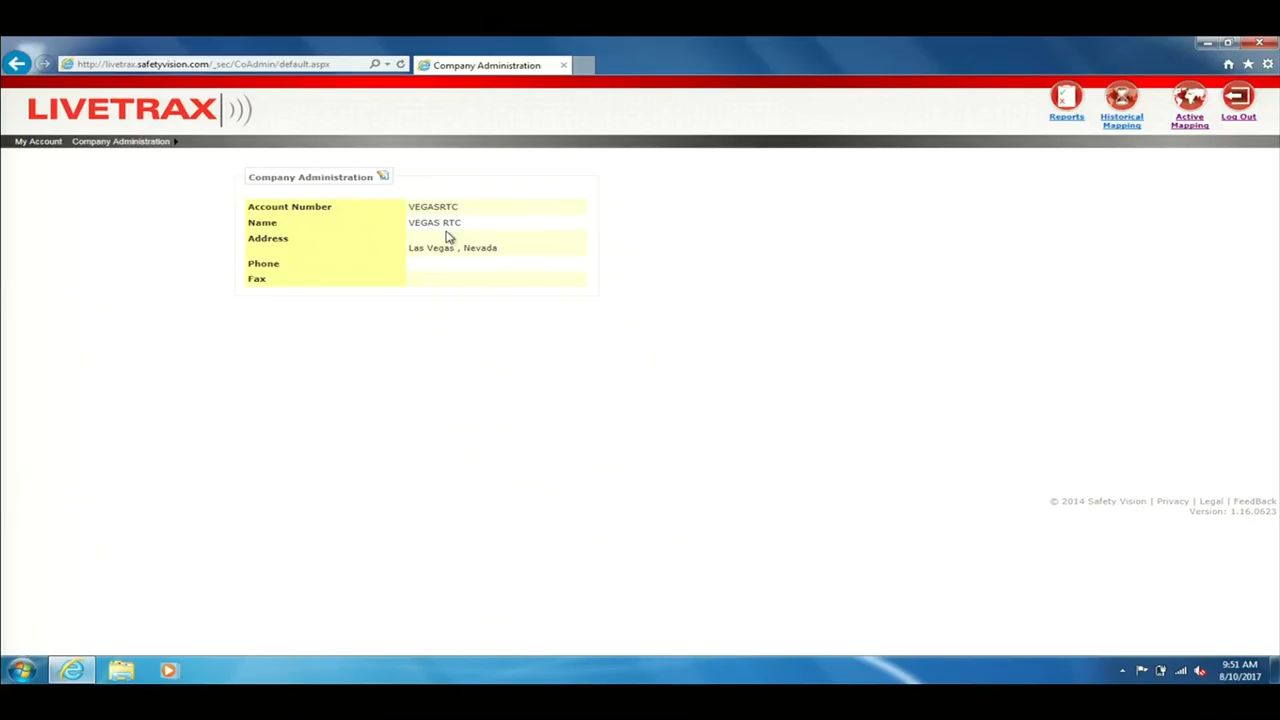 http://livetrax.safetyvision.com/_sec/CoAdmin/default.aspx
Company Administration
LIVETRAX
Reports
Historical Mapping
Active Mapping
Log Out
My Account Company Administration
Company Administration
Account Number VEGASRTC
Name VEGAS RTC
Address
Las Vegas , Nevada
Phone
Fax
© 2014 Safety Vision | Privacy | Legal | FeedBack
Version: 1.16.0623
9:51 AM
8/10/2017